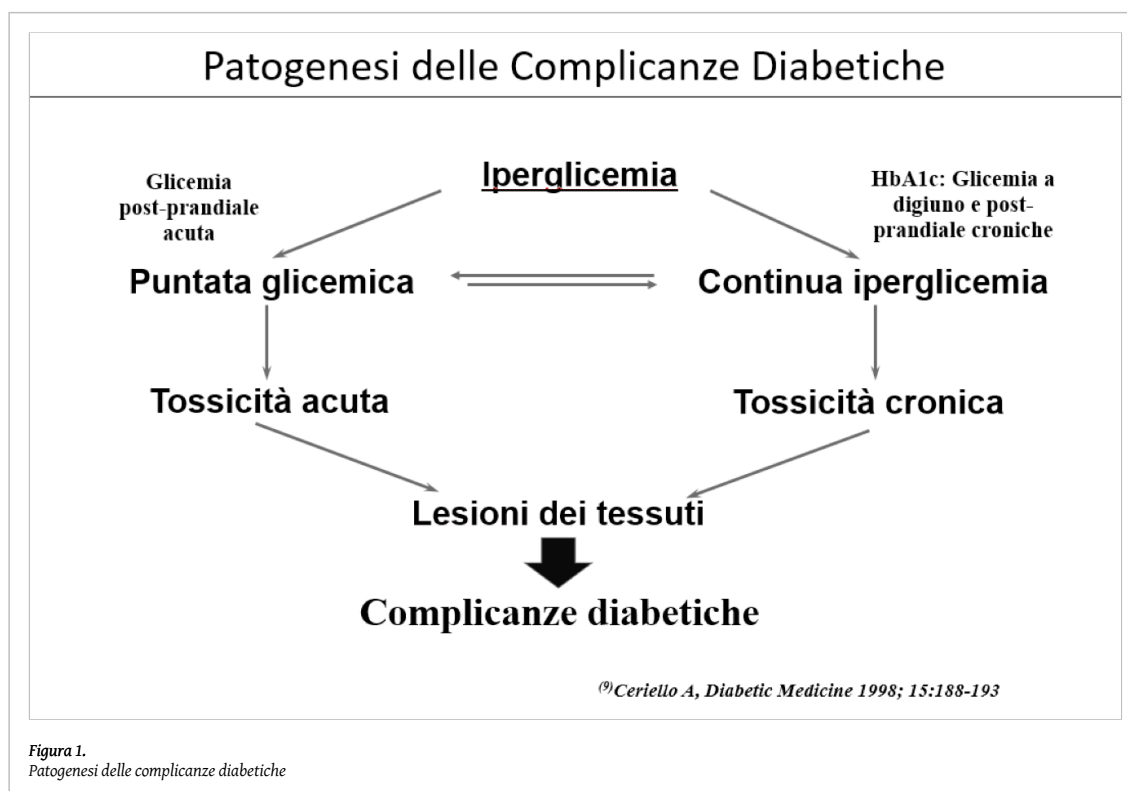 Patogenesi delle Complicanze Diabetiche
Iperglicemia
Glicemia
post-prandiale
acuta
HbA1c: Glicemia a
digiuno e post-
prandiale croniche
Puntata glicemica
Continua iperglicemia
Tossicità acuta
Tossicità cronica
Lesioni dei tessuti
Complicanze diabetiche
(9)Ceriello A, Diabetic Medicine 1998; 15:188-193
Figura 1.
Patogenesi delle complicanze diabetiche